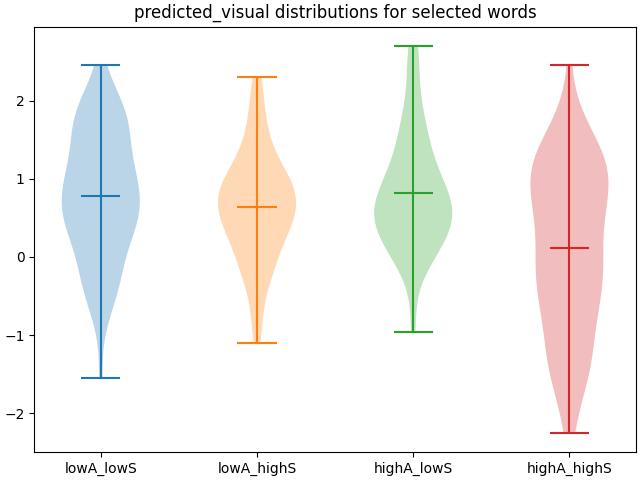 predicted_visual distributions for selected words
2
1
0
−1
−2
lowA_lowS lowA_highS highA_lowS highA_highS